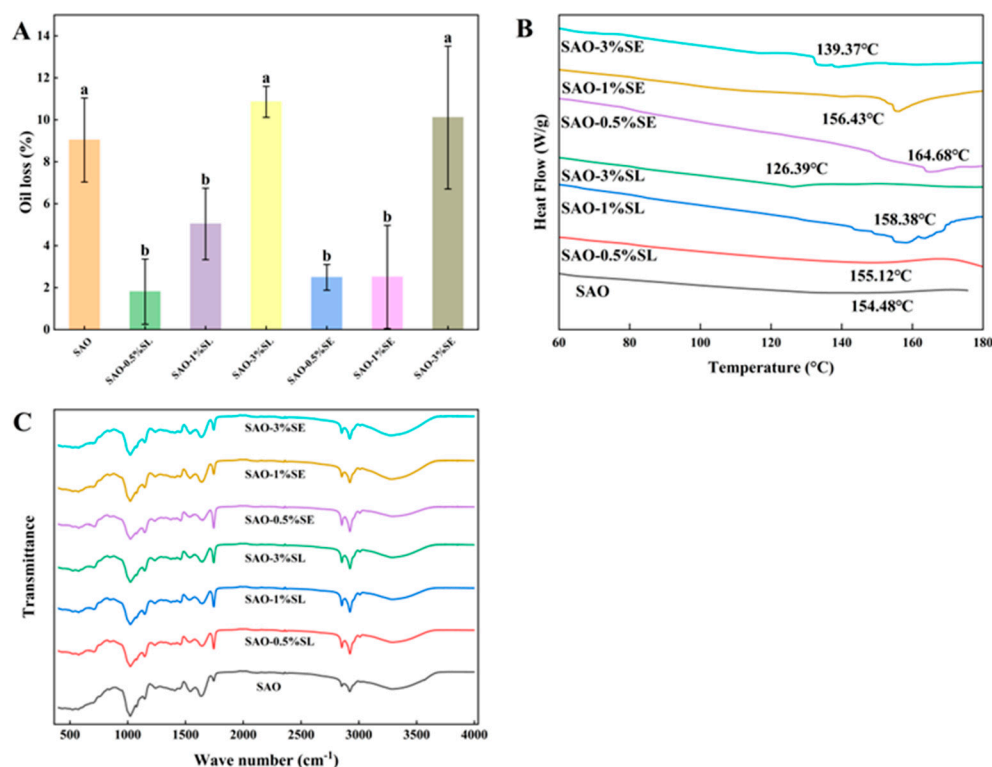 A
Oil loss (%)
14
12
10
8
6
4
2
0
a
b
b
a
b
b
a
SAO
SAO-0.5%SL
SAO-1%SL
SAO-3%SL
SAO-0.5%SE
SAO-1%SE
SAO-3%SE
B
Heat Flow (W/g)
SAO-3%SE
139.37°C
SAO-1%SE
156.43°C
SAO-0.5%SE
164.68°C
126.39°C
SAO-3%SL
SAO-1%SL
158.38°C
SAO-0.5%SL
155.12°C
SAO
154.48°C
60 80 100 120 140 160 180
Temperature (°C)
C
Transmittance
SAO-3%SE
SAO-1%SE
SAO-0.5%SE
SAO-3%SL
SAO-1%SL
SAO-0.5%SL
SAO
500 1000 1500 2000 2500 3000 3500 4000
Wave number (cm⁻¹)